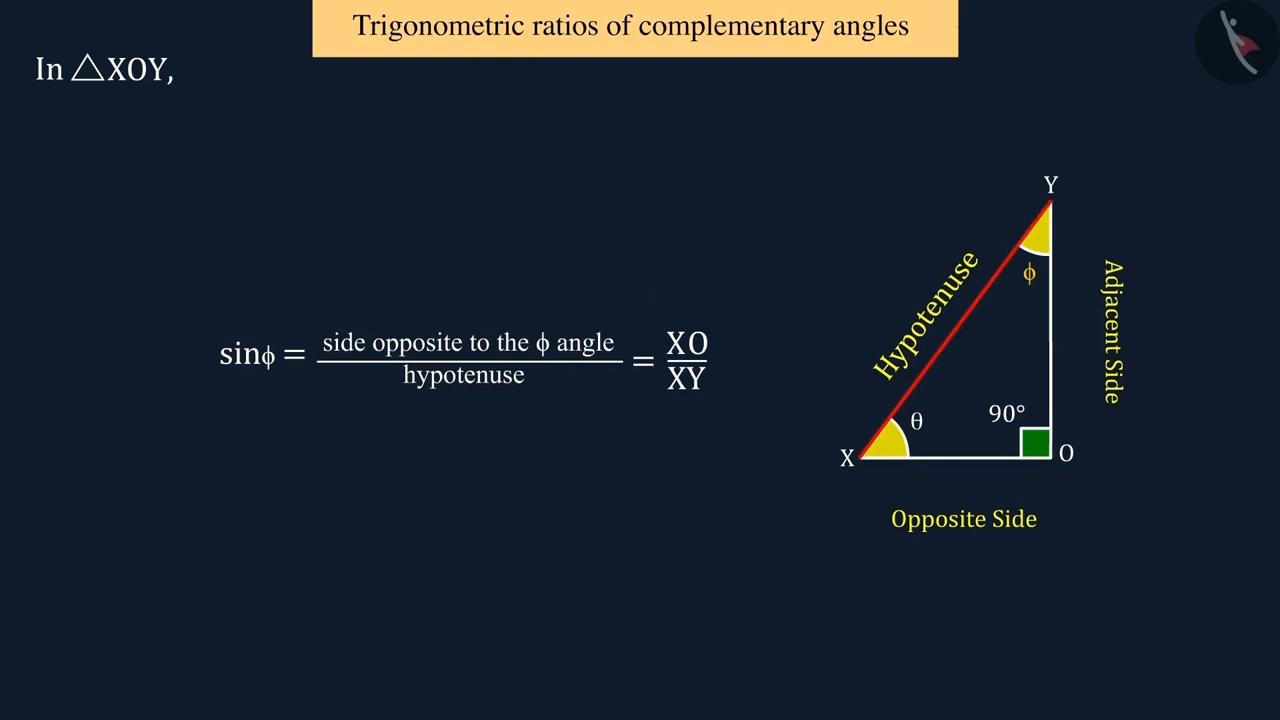 Trigonometric ratios of complementary angles
In △XOY,
sinϕ = side opposite to the ϕ angle / hypotenuse = XO / XY
Y
ϕ
Hypotenuse
Adjacent Side
90°
θ
X
O
Opposite Side